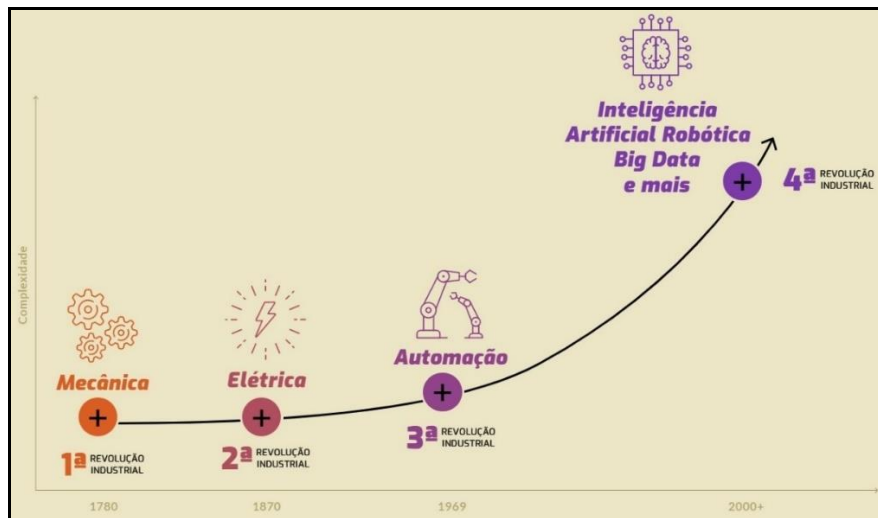 Inteligência
Artificial Robótica
Big Data
e mais
4ª REVOLUÇÃO
INDUSTRIAL
Complexidade
Mecânica
1ª REVOLUÇÃO
INDUSTRIAL
Elétrica
2ª REVOLUÇÃO
INDUSTRIAL
Automação
3ª REVOLUÇÃO
INDUSTRIAL
1780
1870
1969
2000+